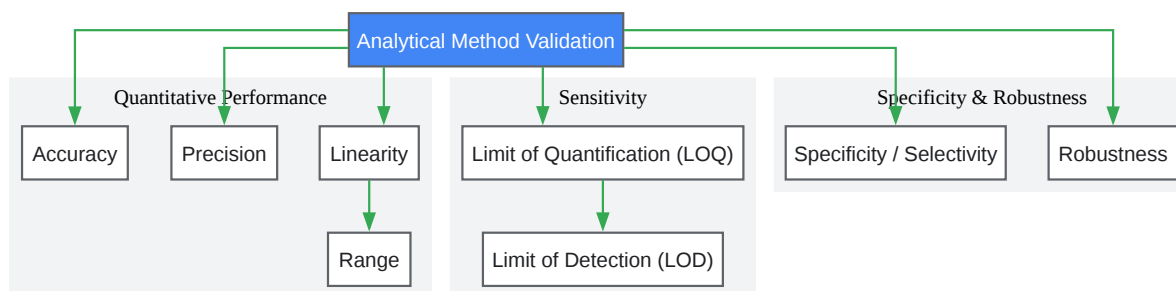 Analytical Method Validation
Quantitative Performance
Sensitivity
Specificity & Robustness
Accuracy
Precision
Linearity
Limit of Quantification (LOQ)
Specificity / Selectivity
Robustness
Range
Limit of Detection (LOD)